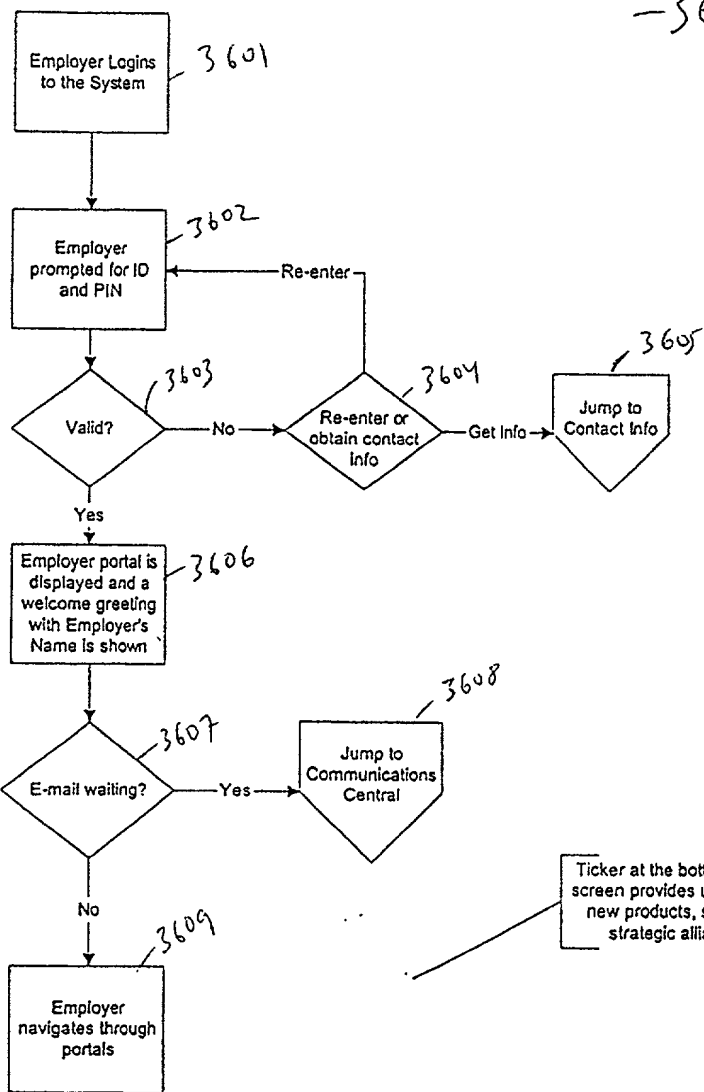 —36
Employer Logins
to the System
3601
3602
Employer
prompted for ID
and PIN
Re-enter
3603
Valid?
No
3604
Re-enter or
obtain contact
info
Get Info
3605
Jump to
Contact Info
Yes
Employer portal is
displayed and a
welcome greeting
with Employer's
Name is shown
3606
3607
E-mail waiting?
Yes
3608
Jump to
Communications
Central
No
3609
Employer
navigates through
portals
Ticker at the bott
screen provides u
new products, s
strategic allia